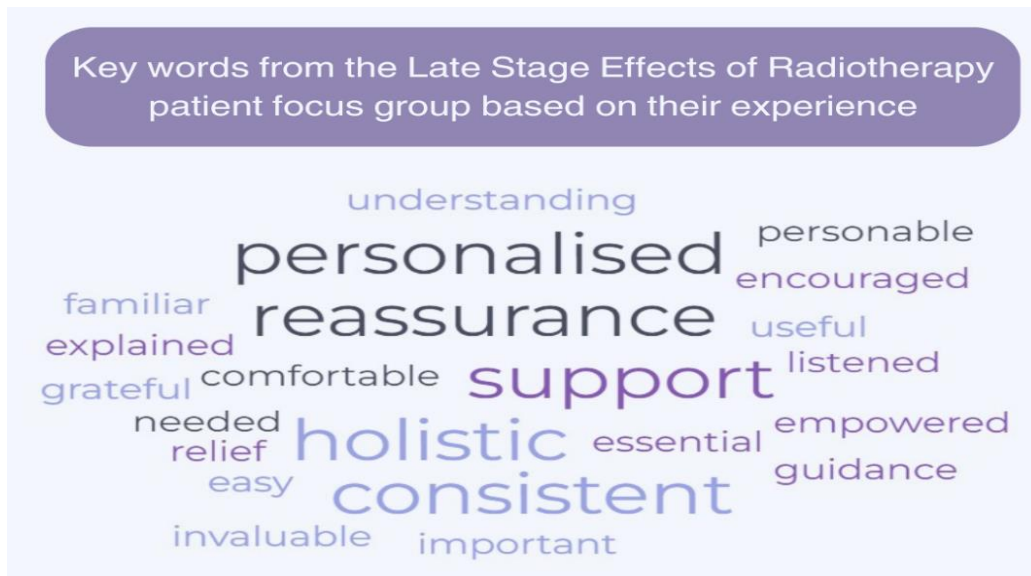 Key words from the Late Stage Effects of Radiotherapy
patient focus group based on their experience
understanding
personalised
personable
encouraged
familiar
reassurance
useful
explained
listened
grateful
comfortable
support
needed
empowered
relief
holistic
essential
guidance
easy
consistent
invaluable
important